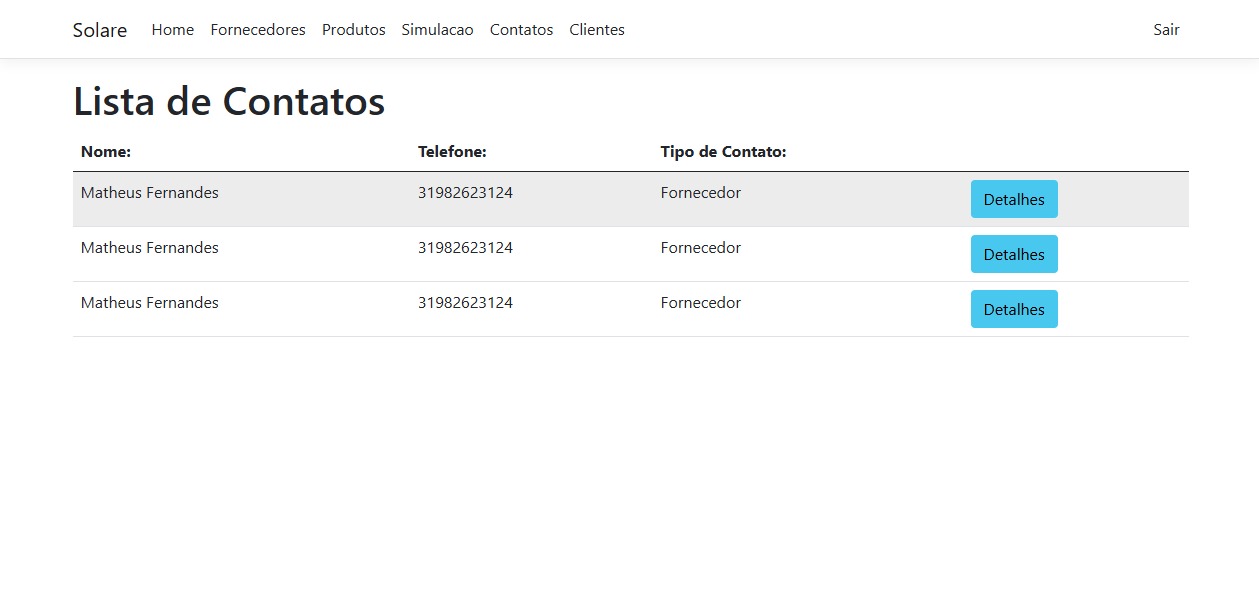 Solare Home Fornecedores Produtos Simulacao Contatos Clientes Sair
Lista de Contatos
Nome: Telefone: Tipo de Contato:
Matheus Fernandes 31982623124 Fornecedor Detalhes
Matheus Fernandes 31982623124 Fornecedor Detalhes
Matheus Fernandes 31982623124 Fornecedor Detalhes